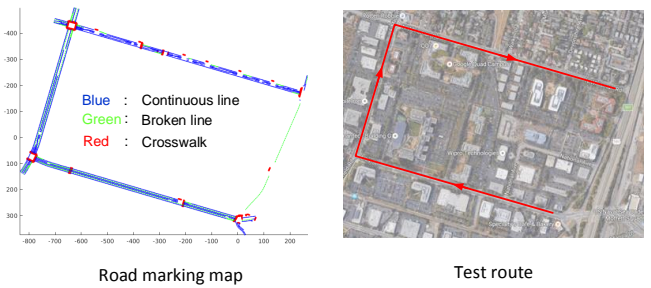 -400
-300
-200
-100
0
100
200
300
-800 -700 -600 -500 -400 -300 -200 -100 0 100 200
Blue : Continuous line
Green : Broken line
Red : Crosswalk
Road marking map
Test route